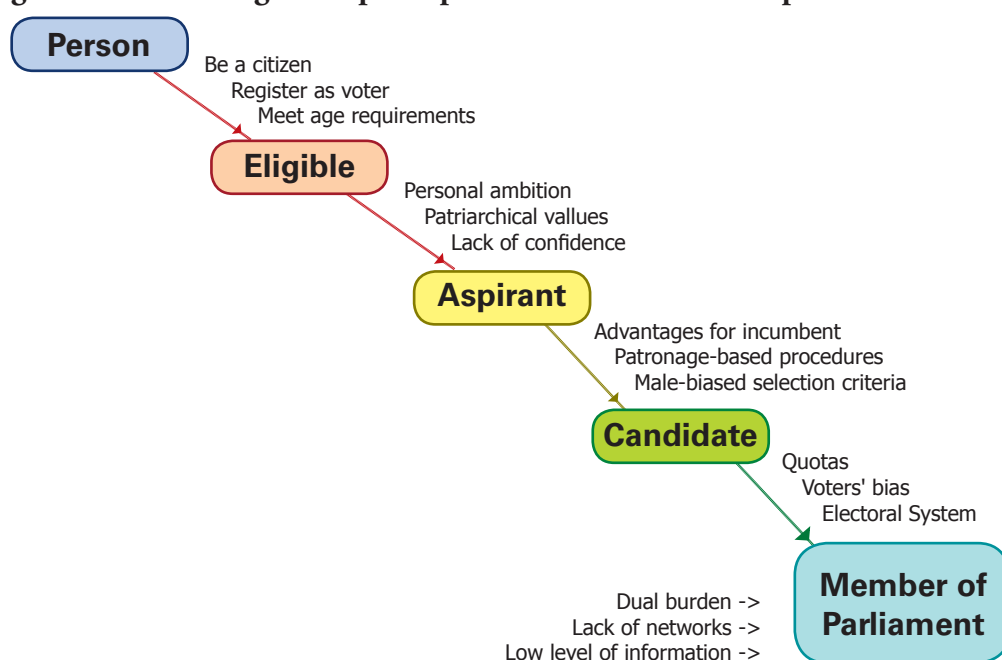 Person
Be a citizen
Register as voter
Meet age requirements
Eligible
Personal ambition
Patriarchical vallues
Lack of confidence
Aspirant
Advantages for incumbent
Patronage-based procedures
Male-biased selection criteria
Candidate
Quotas
Voters' bias
Electoral System
Member of
Parliament
Dual burden ->
Lack of networks ->
Low level of information ->